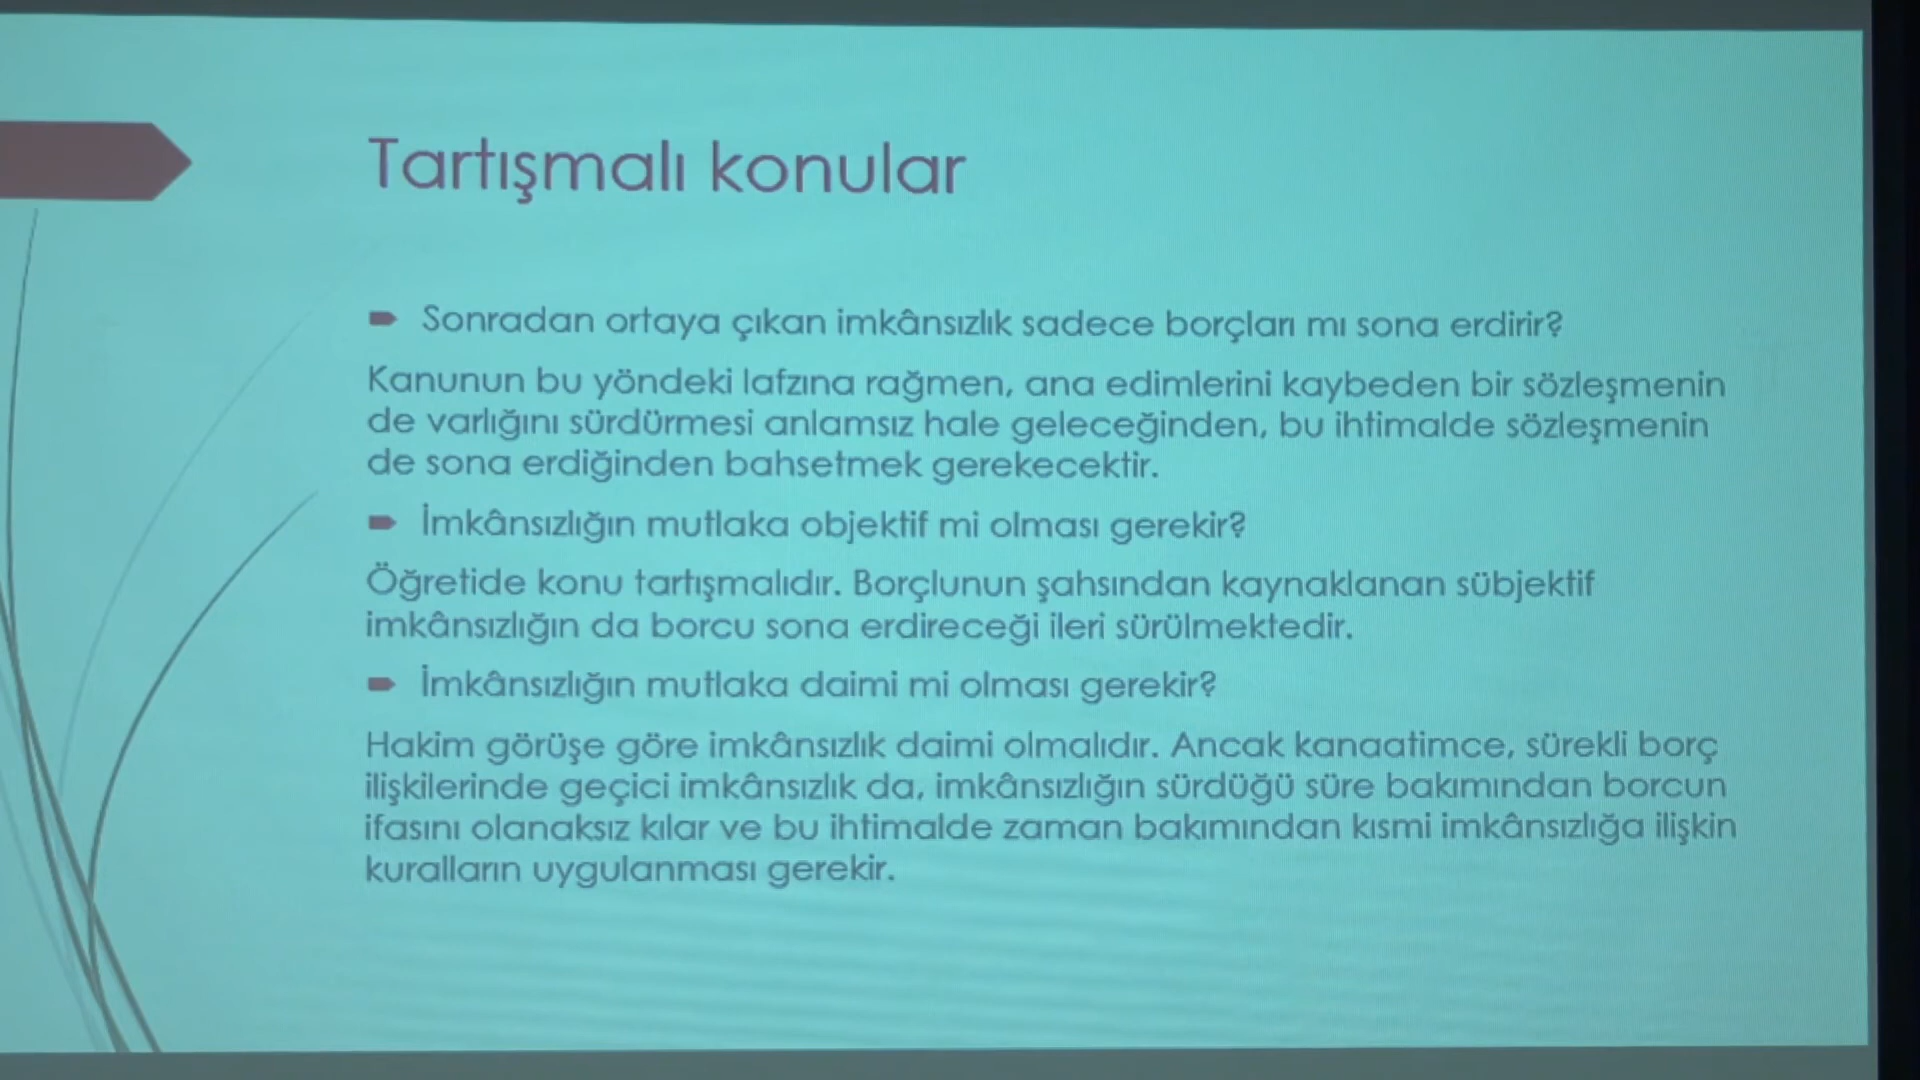 Tartışmalı konular
Sonradan ortaya çıkan imkânsızlık sadece borçları mı sona erdirir?
Kanunun bu yöndeki lafzına rağmen, ana edimlerini kaybeden bir sözleşmenin
de varlığını sürdürmesi anlamsız hale geleceğinden, bu ihtimalde sözleşmenin
de sona erdiğinden bahsetmek gerekecektir.
İmkânsızlığın mutlaka objektif mi olması gerekir?
Öğretide konu tartışmalıdır. Borçlunun şahsından kaynaklanan sübjektif
imkânsızlığın da borcu sona erdireceği ileri sürülmektedir.
İmkânsızlığın mutlaka daimi mi olması gerekir?
Hakim görüşe göre imkânsızlık daimi olmalıdır. Ancak kanaatimce, sürekli borç
ilişkilerinde geçici imkânsızlık da, imkânsızlığın sürdüğü süre bakımından borcun
ifasını olanaksız kılar ve bu ihtimalde zaman bakımından kısmi imkânsızlığa ilişkin
kuralların uygulanması gerekir.